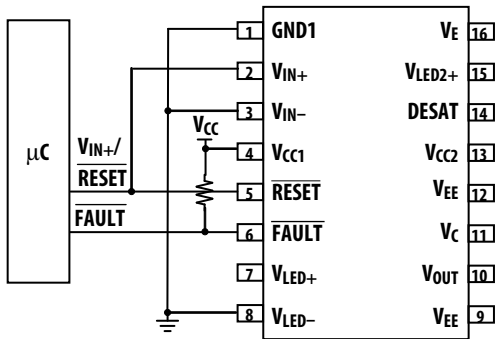 1 GND1 VE 16
2 VIN+ VLED2+ 15
3 VIN− DESAT 14
VCC
μC VIN+/
4 VCC1 VCC2 13
RESET
5 RESET VEE 12
FAULT
6 FAULT VC 11
7 VLED+ VOUT 10
8 VLED− VEE 9